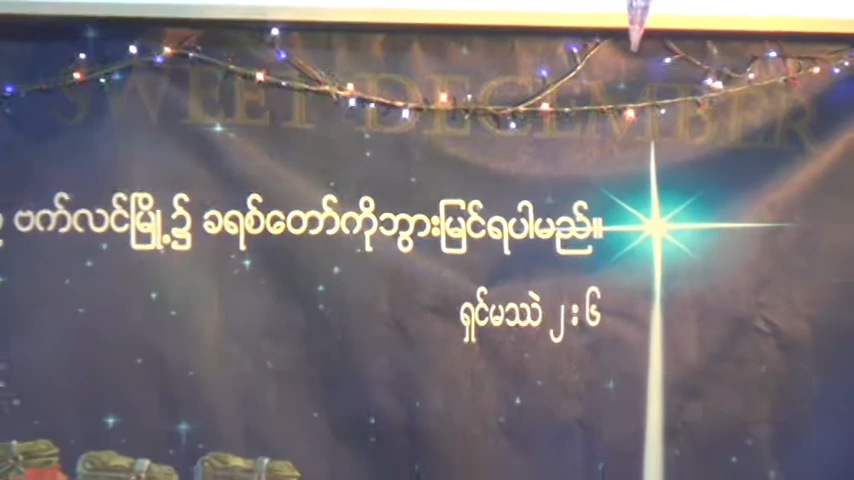 SWEET DECEMBER
ဗက်လင်မြို့၌ ခရစ်တော်ကိုဘွားမြင်ရပါမည်။
ရှင်မဿဲ ၂း၆